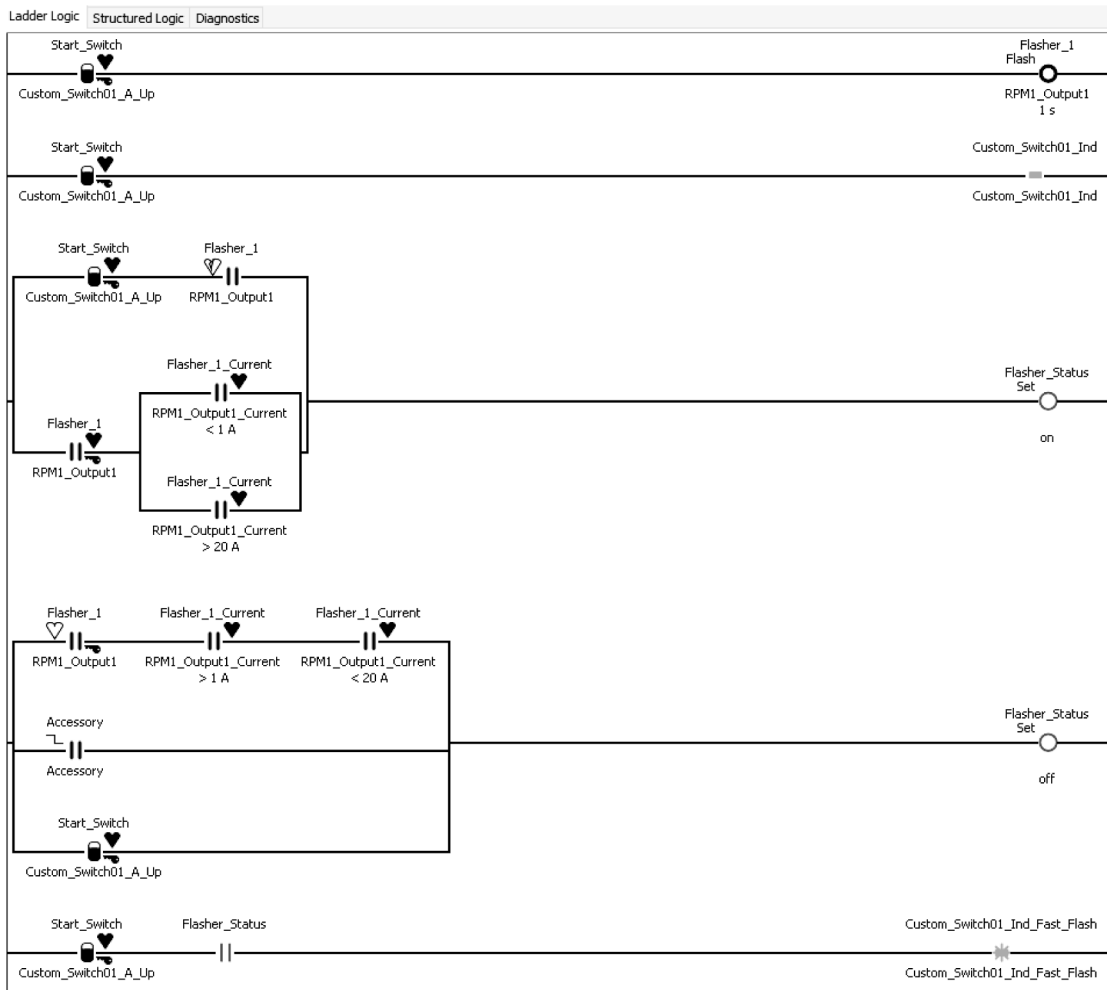 Ladder Logic Structured Logic Diagnostics
Start_Switch Flasher_1
Flash
Custom_Switch01_A_Up RPM1_Output1
1 s
Start_Switch Custom_Switch01_Ind
Custom_Switch01_A_Up Custom_Switch01_Ind
Start_Switch Flasher_1
Custom_Switch01_A_Up RPM1_Output1
Flasher_1_Current
RPM1_Output1_Current
< 1 A
Flasher_Status
Set
on
Flasher_1
RPM1_Output1
Flasher_1_Current
RPM1_Output1_Current
> 20 A
Flasher_1 Flasher_1_Current Flasher_1_Current
RPM1_Output1 RPM1_Output1_Current RPM1_Output1_Current
> 1 A < 20 A
Accessory
Accessory
Flasher_Status
Set
off
Start_Switch
Custom_Switch01_A_Up
Start_Switch Flasher_Status Custom_Switch01_Ind_Fast_Flash
Custom_Switch01_A_Up Custom_Switch01_Ind_Fast_Flash